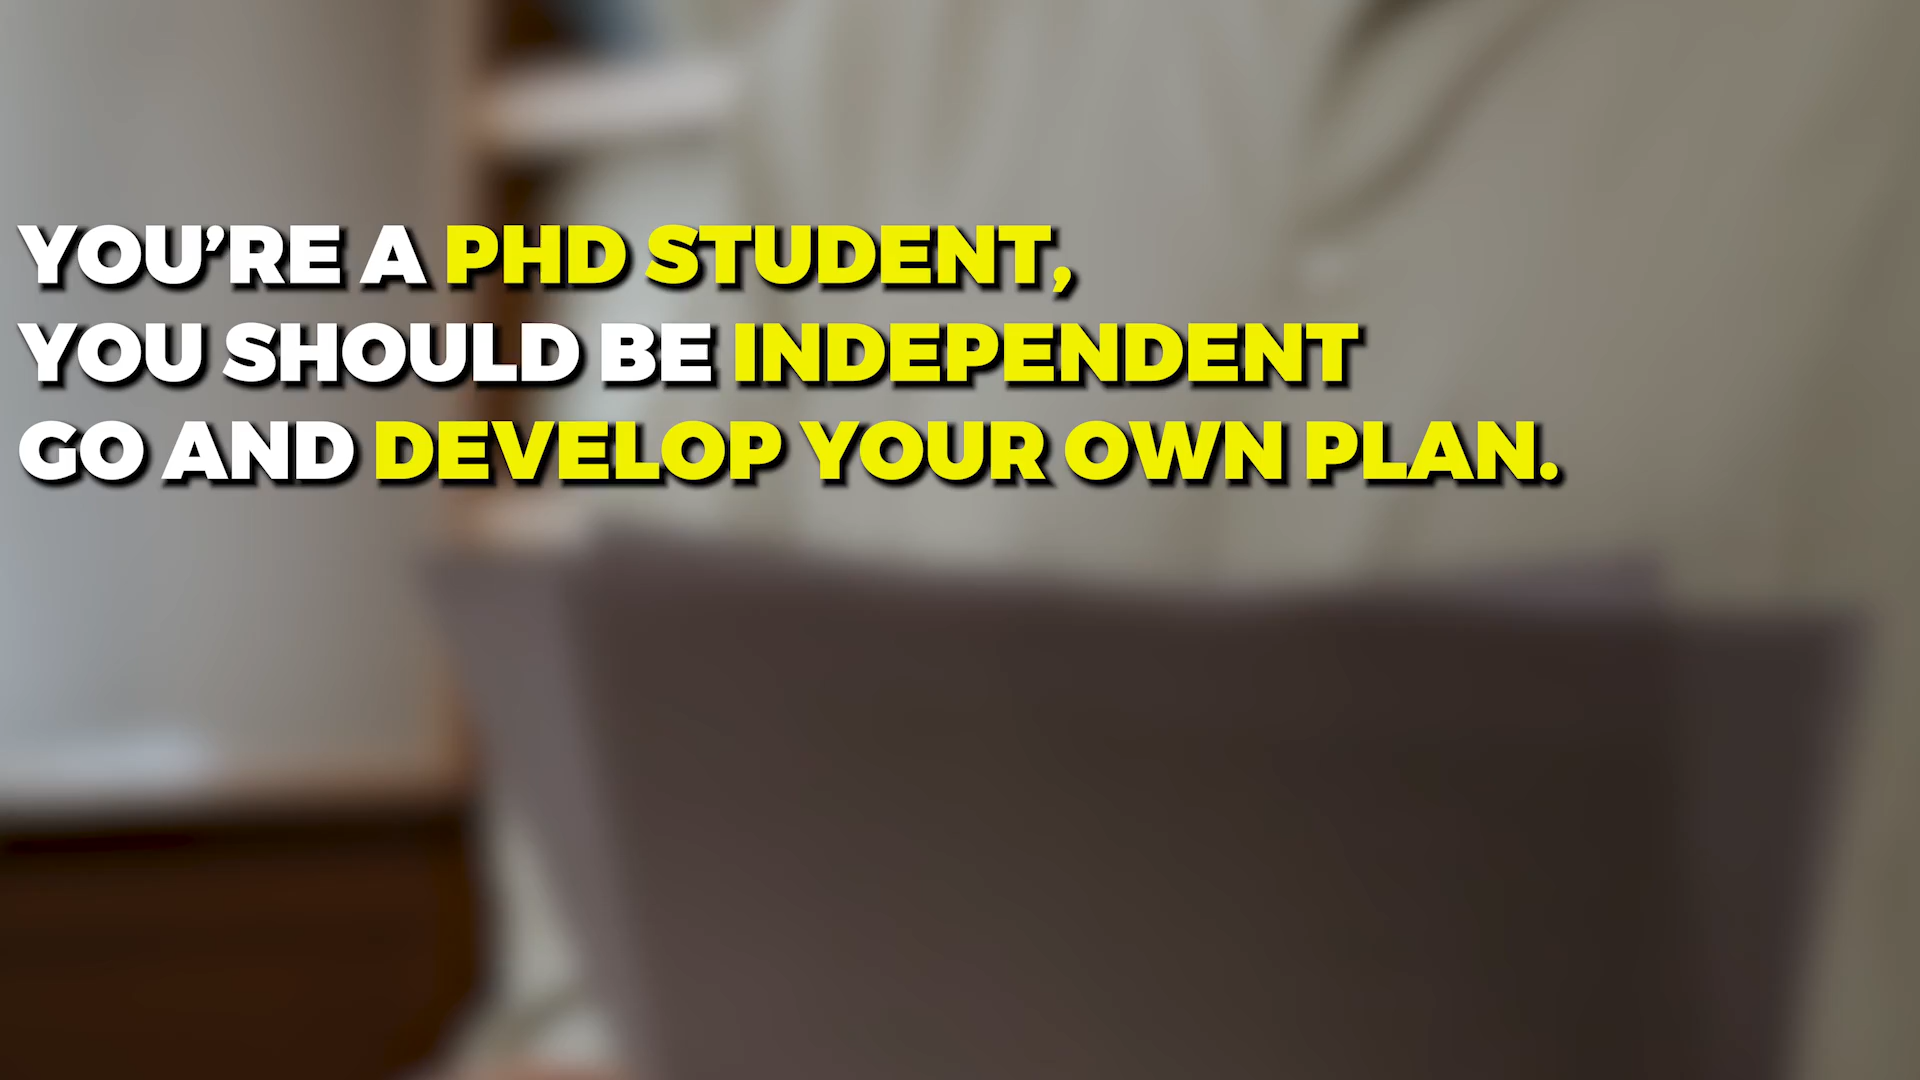 YOU’RE A PHD STUDENT,
YOU SHOULD BE INDEPENDENT
GO AND DEVELOP YOUR OWN PLAN.